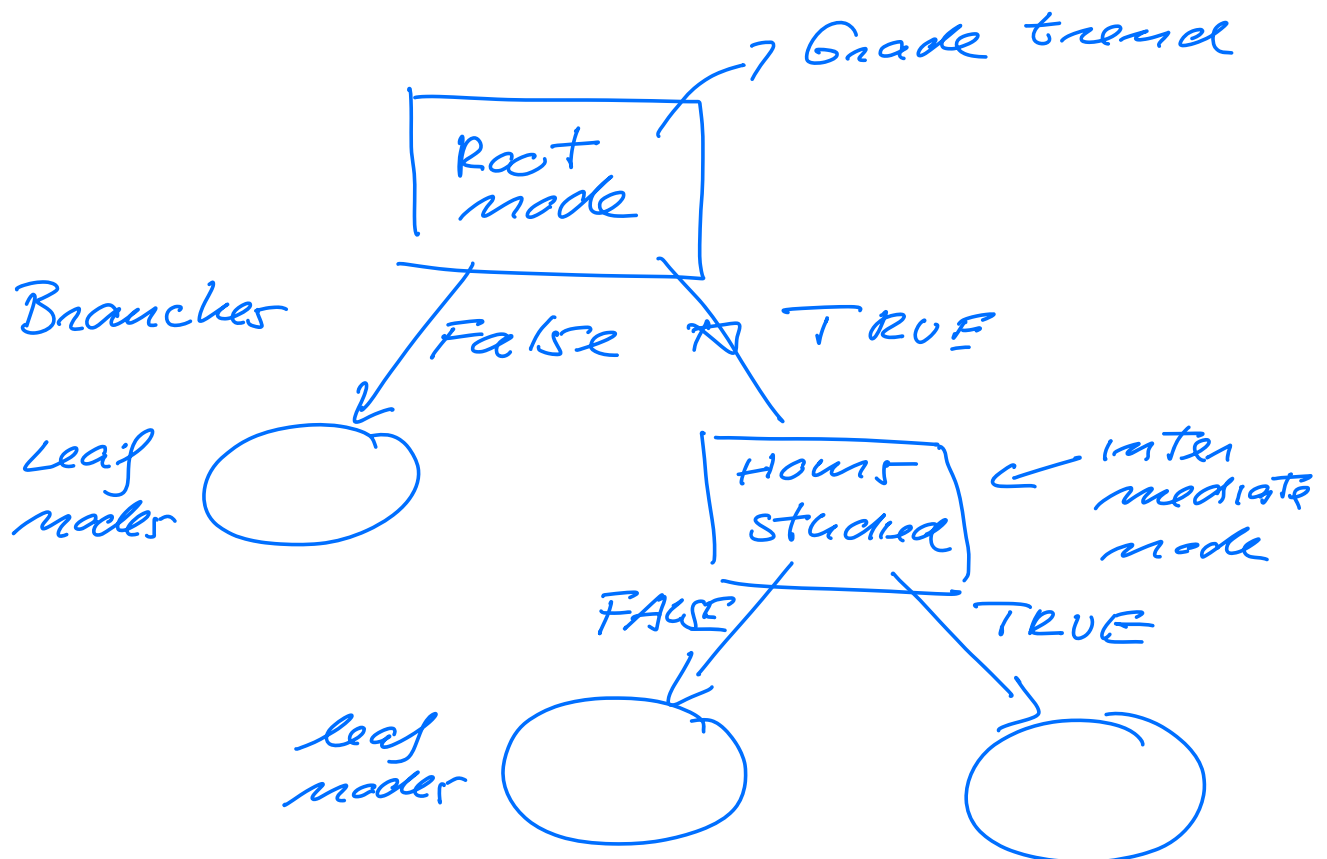 Grade trend
Root
node
Branches
False
TRUE
Leaf
nodes
Hours
studied
inter
mediate
node
FALSE
TRUE
leaf
nodes